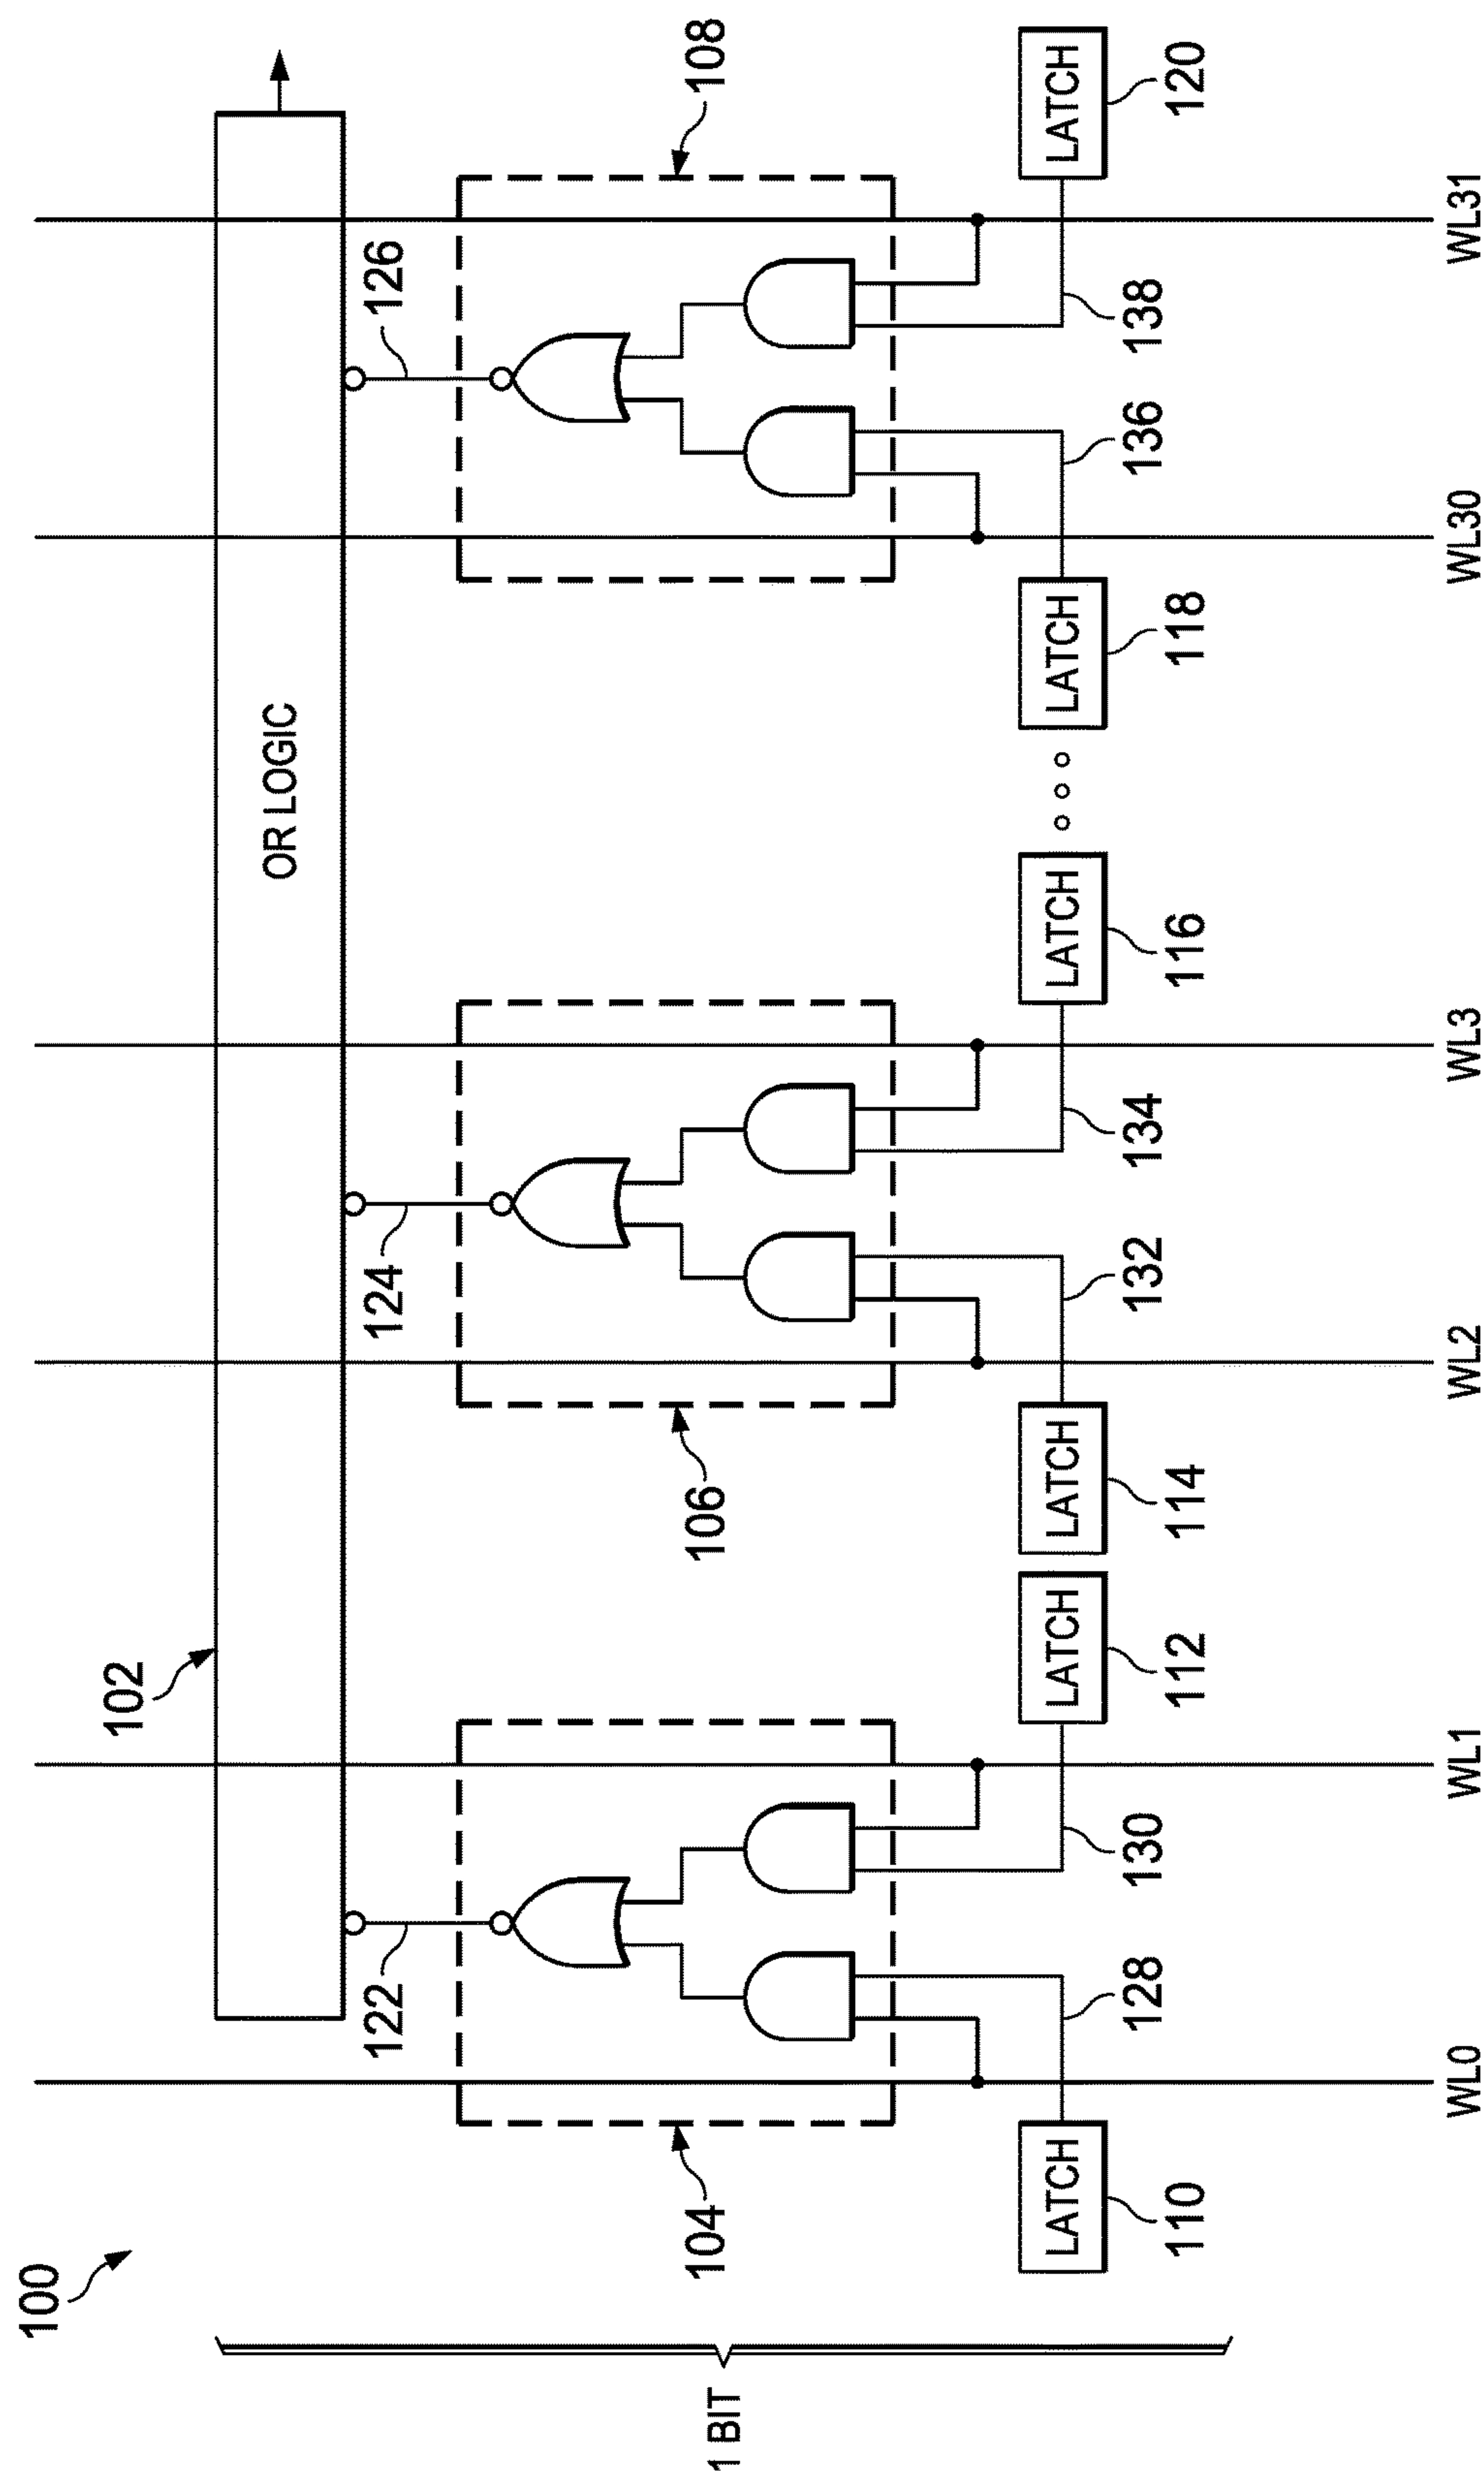 100
1 BIT
102
OR LOGIC
122
124
126
104
106
108
LATCH
LATCH
LATCH
LATCH
LATCH
LATCH
128
130
132
134
136
138
110
112
114
116
118
120
WL0
WL1
WL2
WL3
WL30
WL31